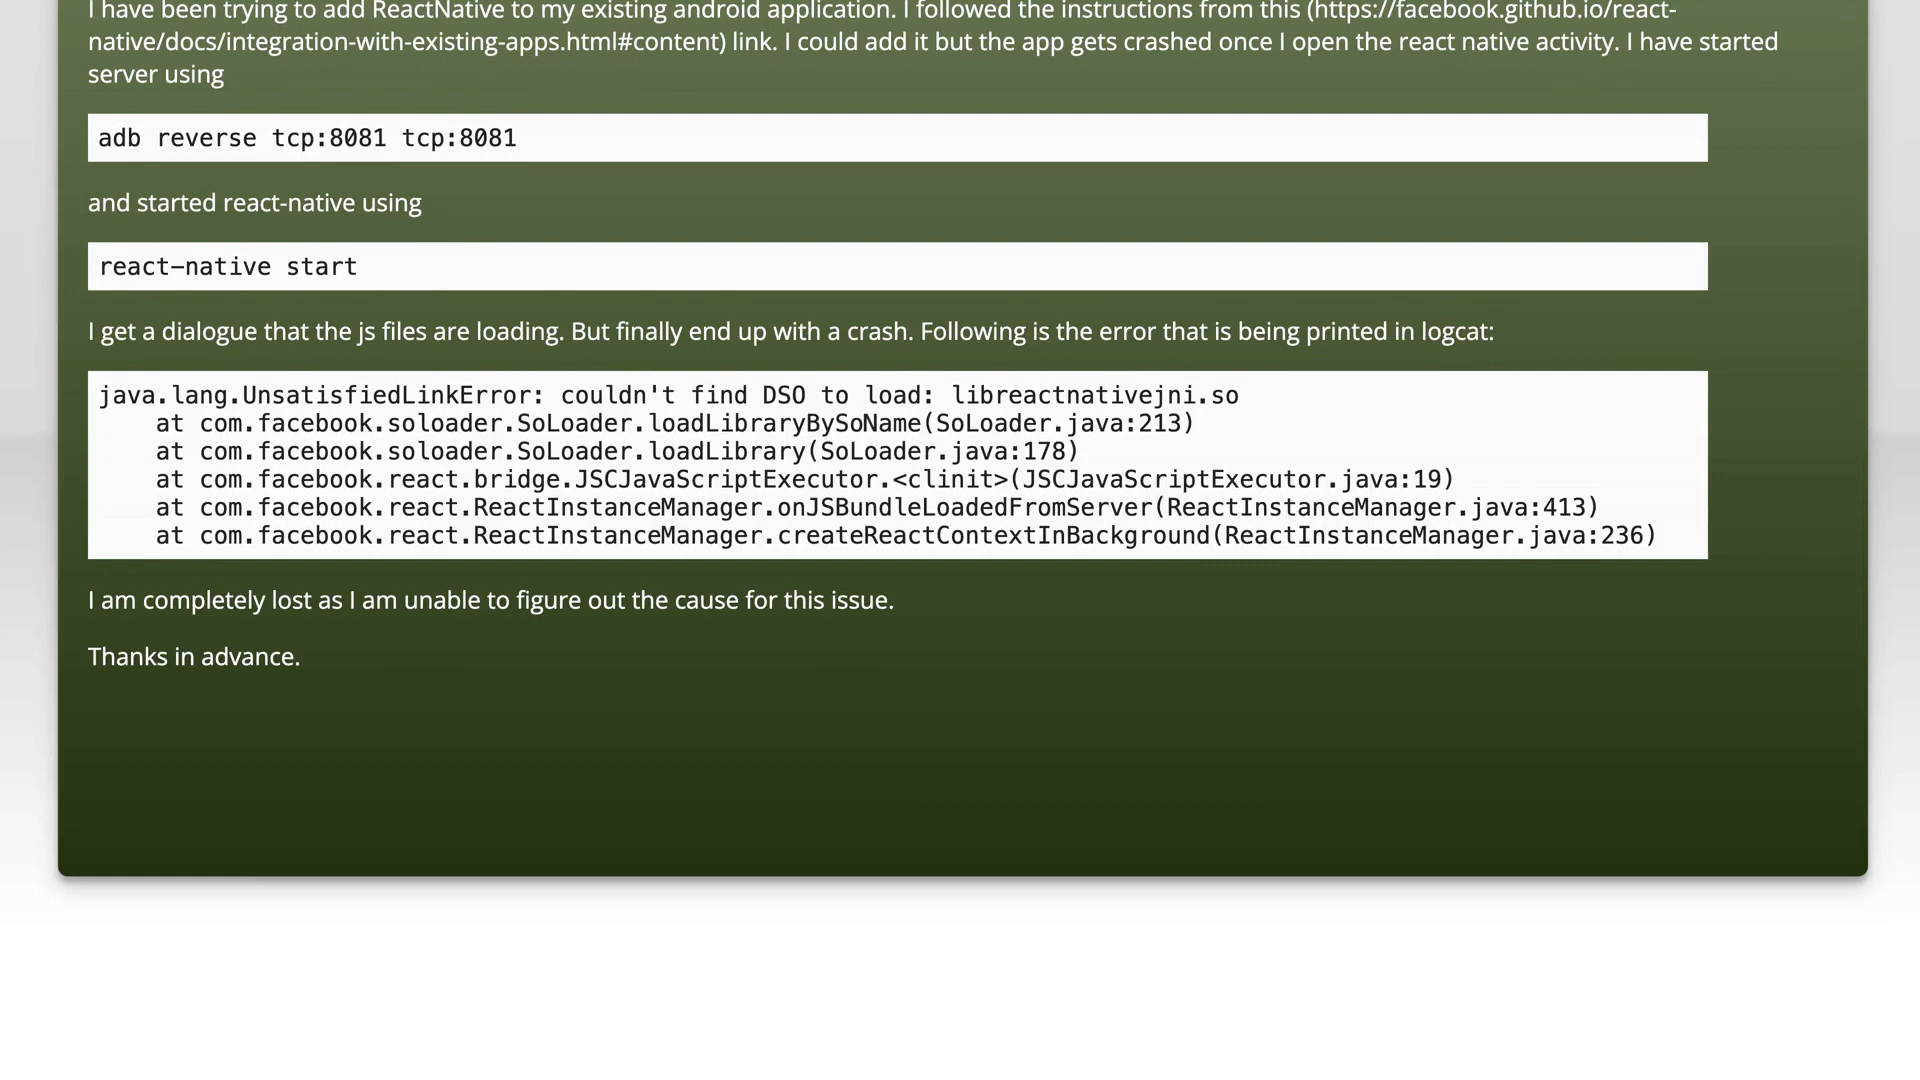 I have been trying to add ReactNative to my existing android application. I followed the instructions from this (https://facebook.github.io/react-
native/docs/integration-with-existing-apps.html#content) link. I could add it but the app gets crashed once I open the react native activity. I have started
server using
adb reverse tcp:8081 tcp:8081
and started react-native using
react-native start
I get a dialogue that the js files are loading. But finally end up with a crash. Following is the error that is being printed in logcat:
java.lang.UnsatisfiedLinkError: couldn't find DSO to load: libreactnativejni.so
    at com.facebook.soloader.SoLoader.loadLibraryBySoName(SoLoader.java:213)
    at com.facebook.soloader.SoLoader.loadLibrary(SoLoader.java:178)
    at com.facebook.react.bridge.JSCJavaScriptExecutor.<clinit>(JSCJavaScriptExecutor.java:19)
    at com.facebook.react.ReactInstanceManager.onJSBundleLoadedFromServer(ReactInstanceManager.java:413)
    at com.facebook.react.ReactInstanceManager.createReactContextInBackground(ReactInstanceManager.java:236)
I am completely lost as I am unable to figure out the cause for this issue.
Thanks in advance.